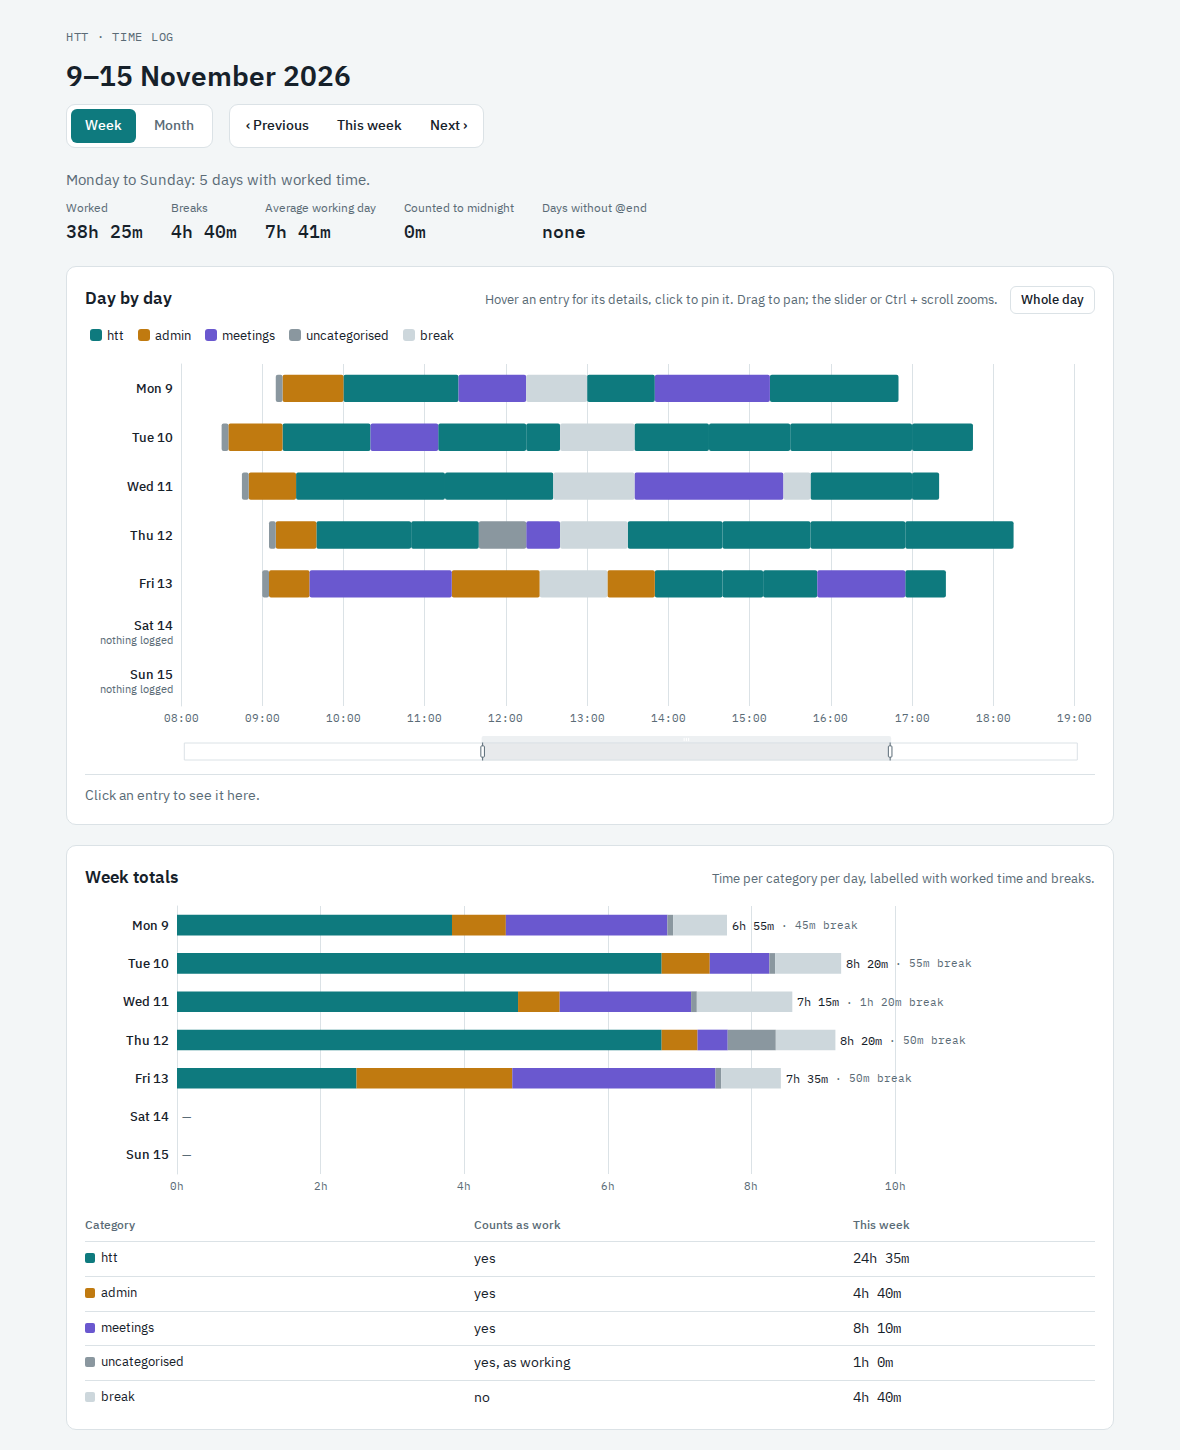 HTT · TIME LOG
9–15 November 2026
Week Month ‹ Previous This week Next ›
Monday to Sunday: 5 days with worked time.
Worked Breaks Average working day Counted to midnight Days without @end
38h 25m 4h 40m 7h 41m 0m none
Day by day Hover an entry for its details, click to pin it. Drag to pan; the slider or Ctrl + scroll zooms. Whole day
htt admin meetings uncategorised break
Mon 9
Tue 10
Wed 11
Thu 12
Fri 13
Sat 14
nothing logged
Sun 15
nothing logged
08:00 09:00 10:00 11:00 12:00 13:00 14:00 15:00 16:00 17:00 18:00 19:00
Click an entry to see it here.
Week totals Time per category per day, labelled with worked time and breaks.
Mon 9 6h 55m · 45m break
Tue 10 8h 20m · 55m break
Wed 11 7h 15m · 1h 20m break
Thu 12 8h 20m · 50m break
Fri 13 7h 35m · 50m break
Sat 14 —
Sun 15 —
0h 2h 4h 6h 8h 10h
Category Counts as work This week
htt yes 24h 35m
admin yes 4h 40m
meetings yes 8h 10m
uncategorised yes, as working 1h 0m
break no 4h 40m